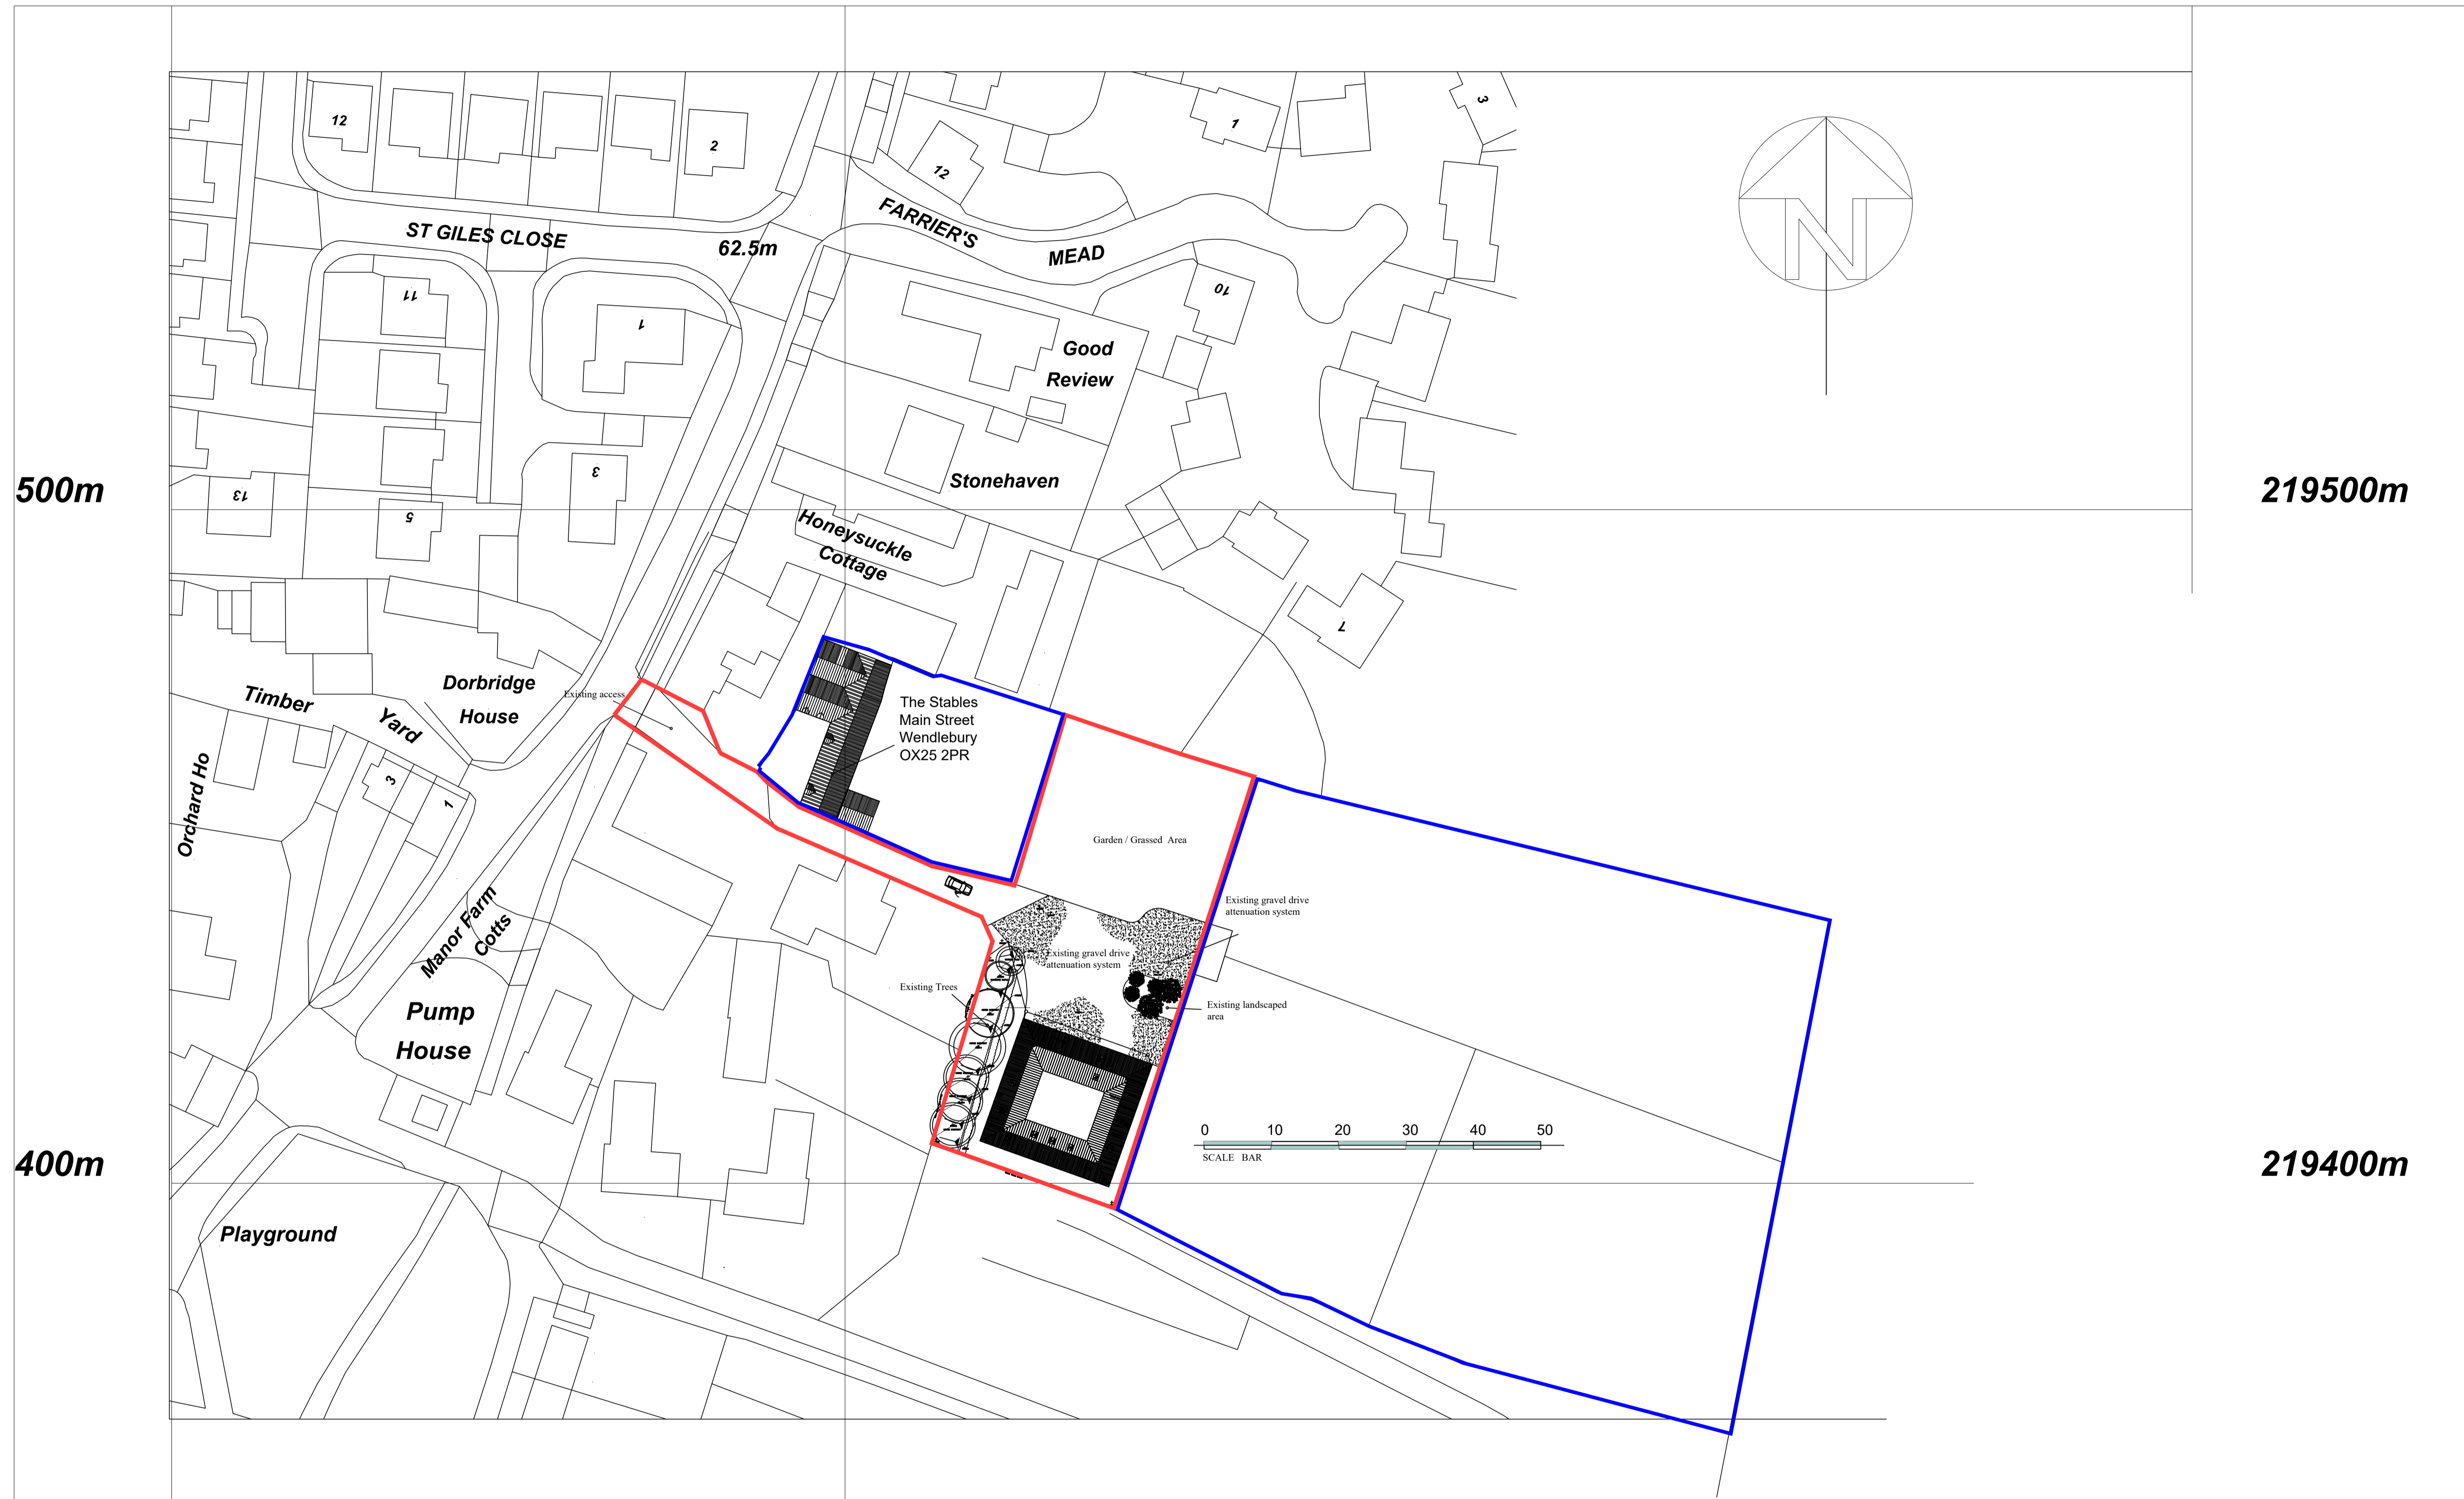 12
2
12
1
3
FARRIER'S
MEAD
ST GILES CLOSE
62.5m
11
1
10
Good
Review
500m
219500m
13
5
3
Stonehaven
Honeysuckle
Cottage
7
Dorbridge
House
Existing access
Timber
Yard
The Stables
Main Street
Wendlebury
OX25 2PR
Orchard Ho
3
1
Garden / Grassed Area
Manor Farm
Cotts
Existing gravel drive
attenuation system
Existing gravel drive
attenuation system
Existing Trees
Existing landscaped
area
Pump
House
0 10 20 30 40 50
SCALE BAR
400m
219400m
Playground
N